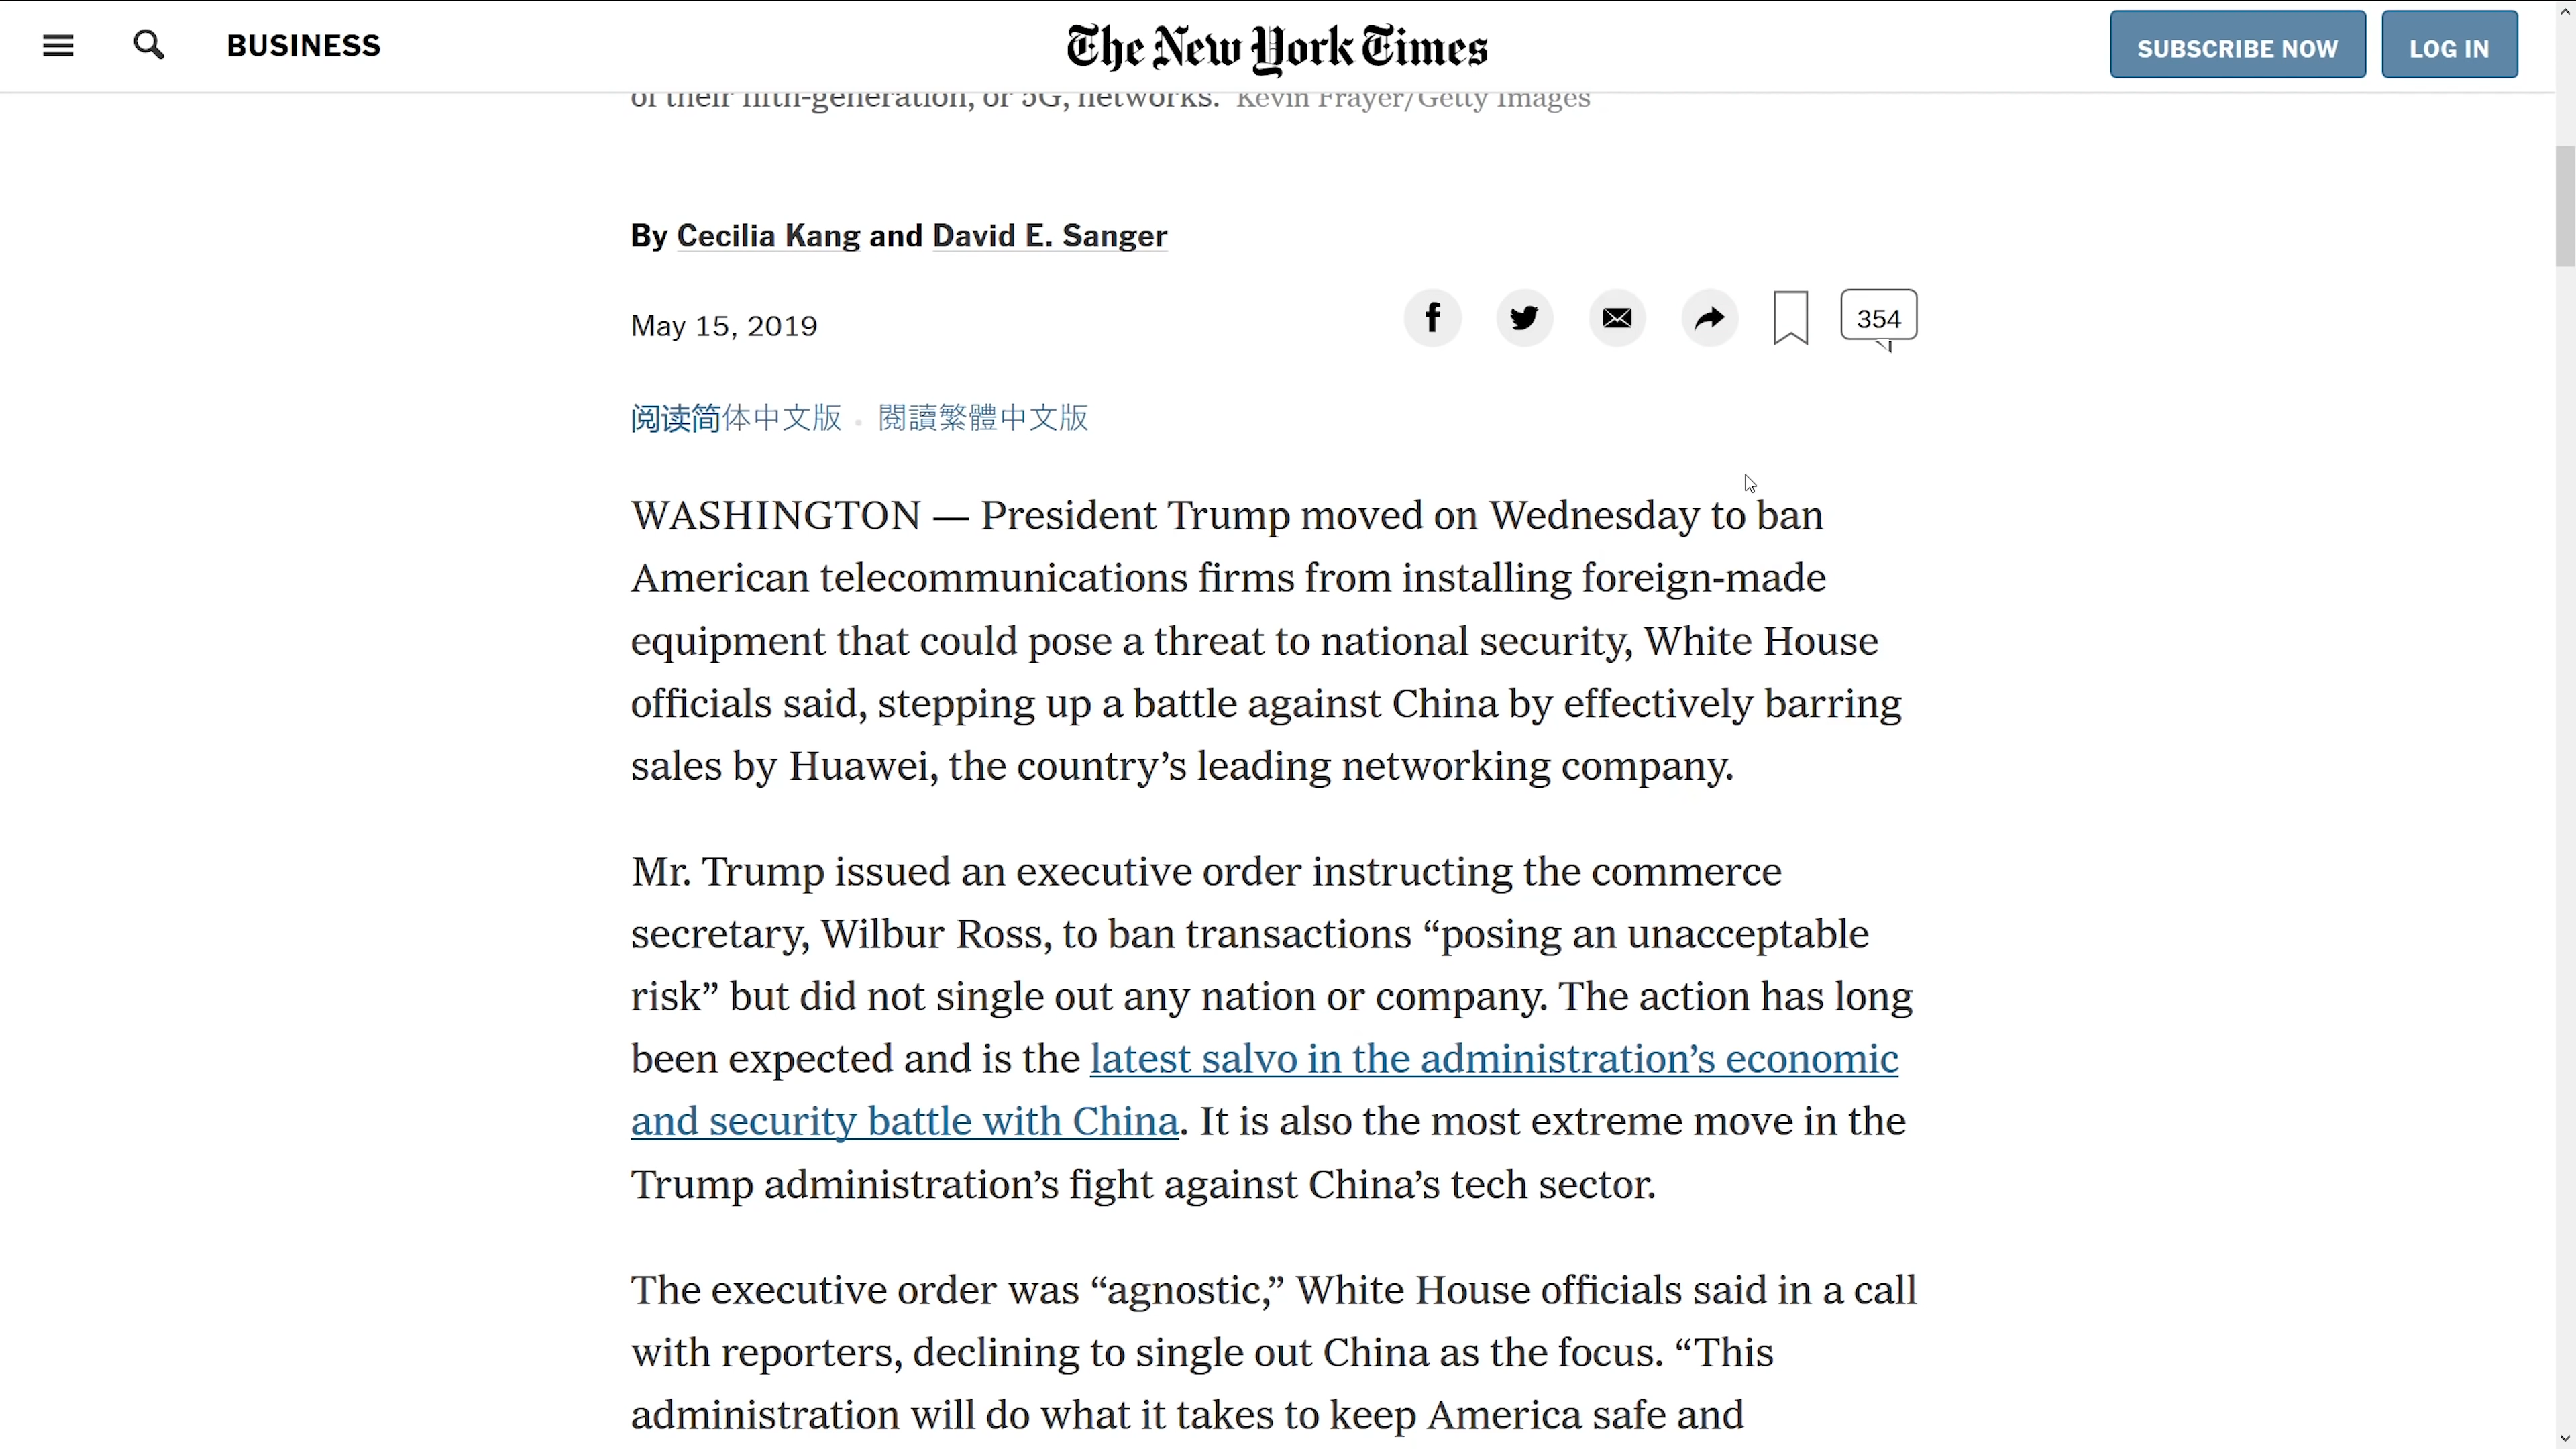 BUSINESS
The New York Times
SUBSCRIBE NOW
LOG IN
of their fifth-generation, or 5G, networks. Kevin Frayer/Getty Images
By Cecilia Kang and David E. Sanger
May 15, 2019
354
阅读简体中文版 · 閱讀繁體中文版
WASHINGTON — President Trump moved on Wednesday to ban
American telecommunications firms from installing foreign-made
equipment that could pose a threat to national security, White House
officials said, stepping up a battle against China by effectively barring
sales by Huawei, the country’s leading networking company.
Mr. Trump issued an executive order instructing the commerce
secretary, Wilbur Ross, to ban transactions “posing an unacceptable
risk” but did not single out any nation or company. The action has long
been expected and is the latest salvo in the administration’s economic
and security battle with China. It is also the most extreme move in the
Trump administration’s fight against China’s tech sector.
The executive order was “agnostic,” White House officials said in a call
with reporters, declining to single out China as the focus. “This
administration will do what it takes to keep America safe and